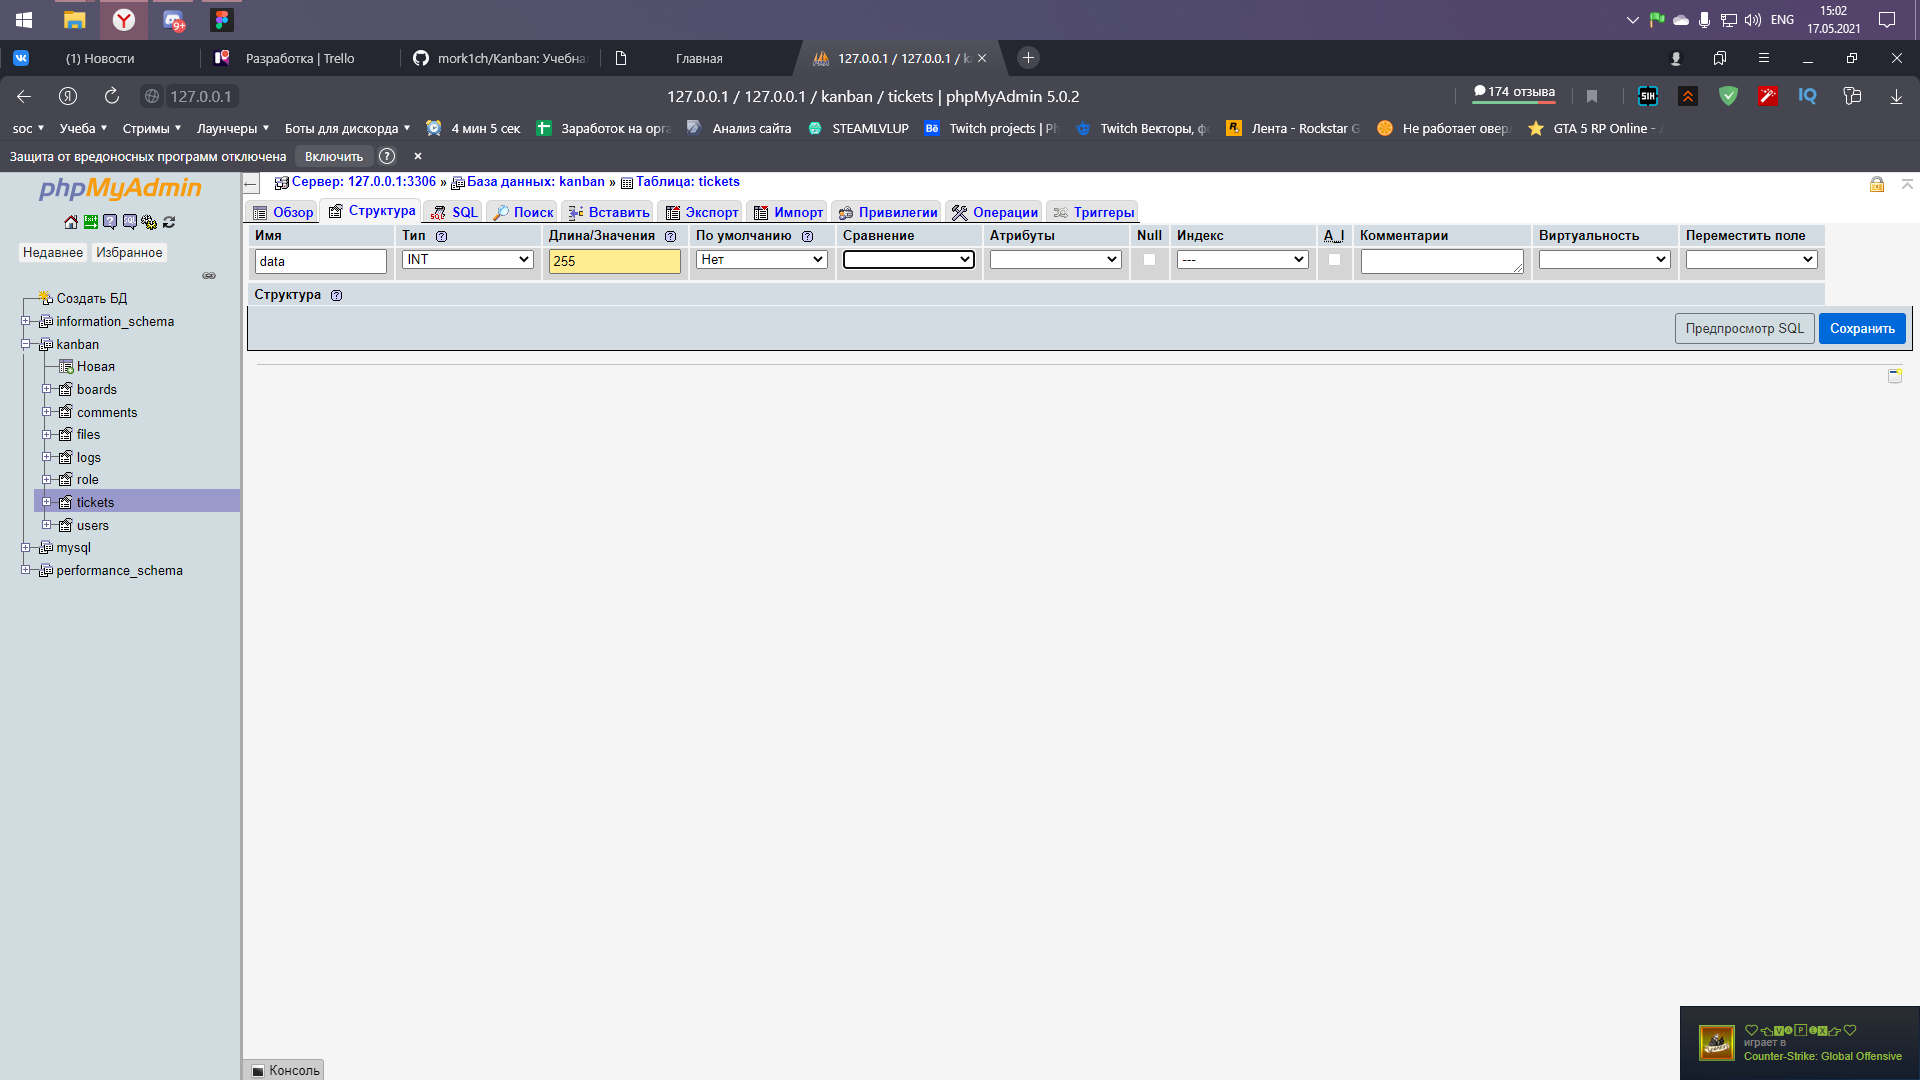 9+
ENG
15:02
17.05.2021
(1) Новости
Разработка | Trello
mork1ch/Kanban: Учебна
Главная
127.0.0.1 / 127.0.0.1 / k
127.0.0.1
127.0.0.1 / 127.0.0.1 / kanban / tickets | phpMyAdmin 5.0.2
174 отзыва
SIH
IQ
soc
Учеба
Стримы
Лаунчеры
Боты для дискорда
4 мин 5 сек
Заработок на орга
Анализ сайта
STEAMLVLUP
Bē
Twitch projects | Ph
Twitch Векторы, ф
Лента - Rockstar G
Не работает овер
GTA 5 RP Online -
Защита от вредоносных программ отключена
Включить
phpMyAdmin
Недавнее
Избранное
Создать БД
information_schema
kanban
Новая
boards
comments
files
logs
role
tickets
users
mysql
performance_schema
Сервер: 127.0.0.1:3306 » База данных: kanban » Таблица: tickets
Обзор
Структура
SQL
Поиск
Вставить
Экспорт
Импорт
Привилегии
Операции
Триггеры
Имя
Тип
Длина/Значения
По умолчанию
Сравнение
Атрибуты
Null
Индекс
A_I
Комментарии
Виртуальность
Переместить поле
data
INT
255
Нет
---
Структура
Предпросмотр SQL
Сохранить
Консоль
играет в
Counter-Strike: Global Offensive